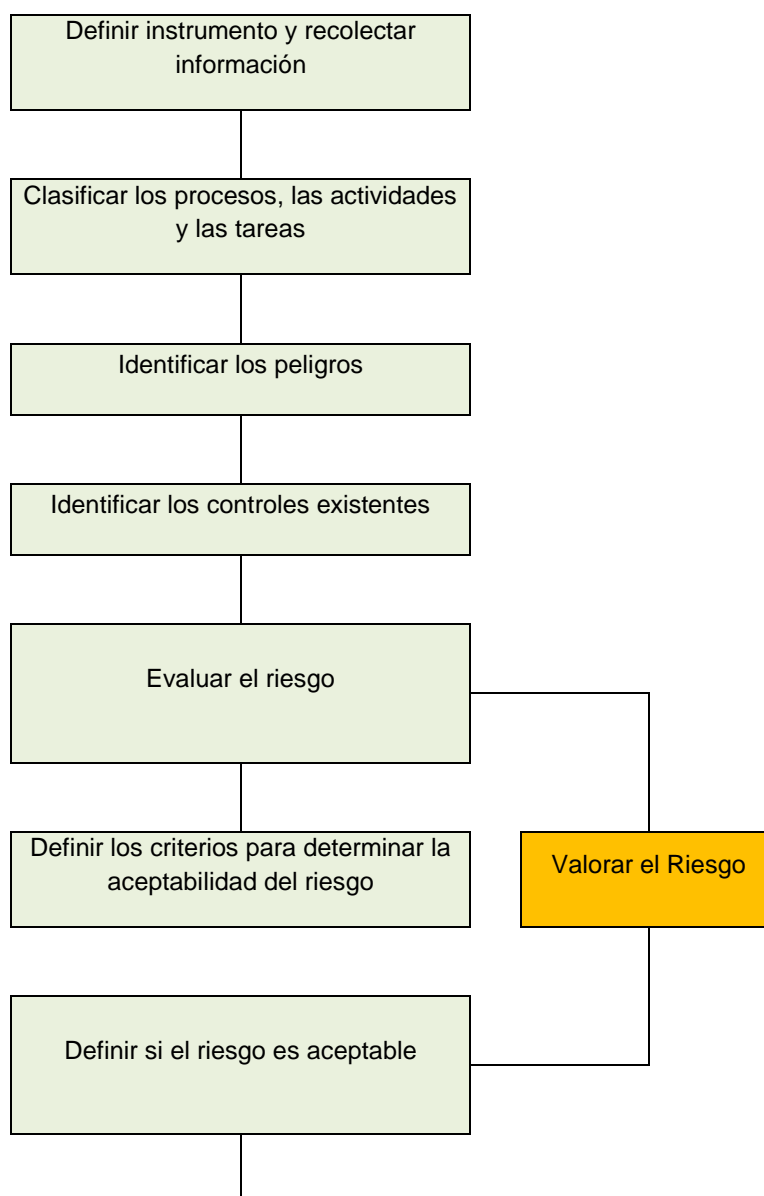 Definir instrumento y recolectar
información
Clasificar los procesos, las actividades
y las tareas
Identificar los peligros
Identificar los controles existentes
Evaluar el riesgo
Definir los criterios para determinar la
aceptabilidad del riesgo
Valorar el Riesgo
Definir si el riesgo es aceptable